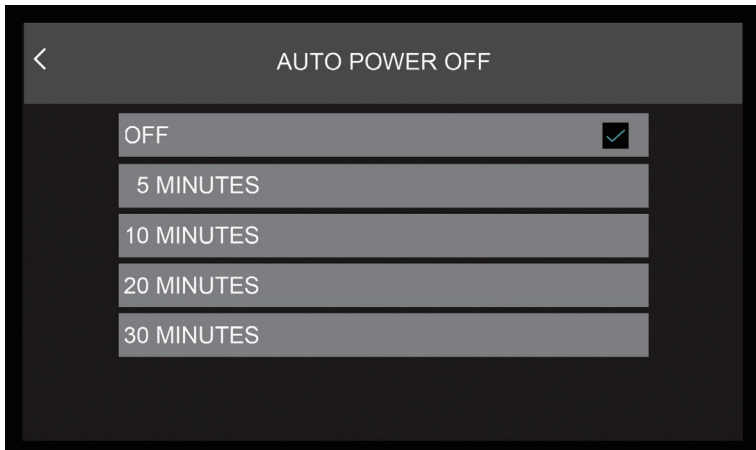 AUTO POWER OFF
OFF
5 MINUTES
10 MINUTES
20 MINUTES
30 MINUTES